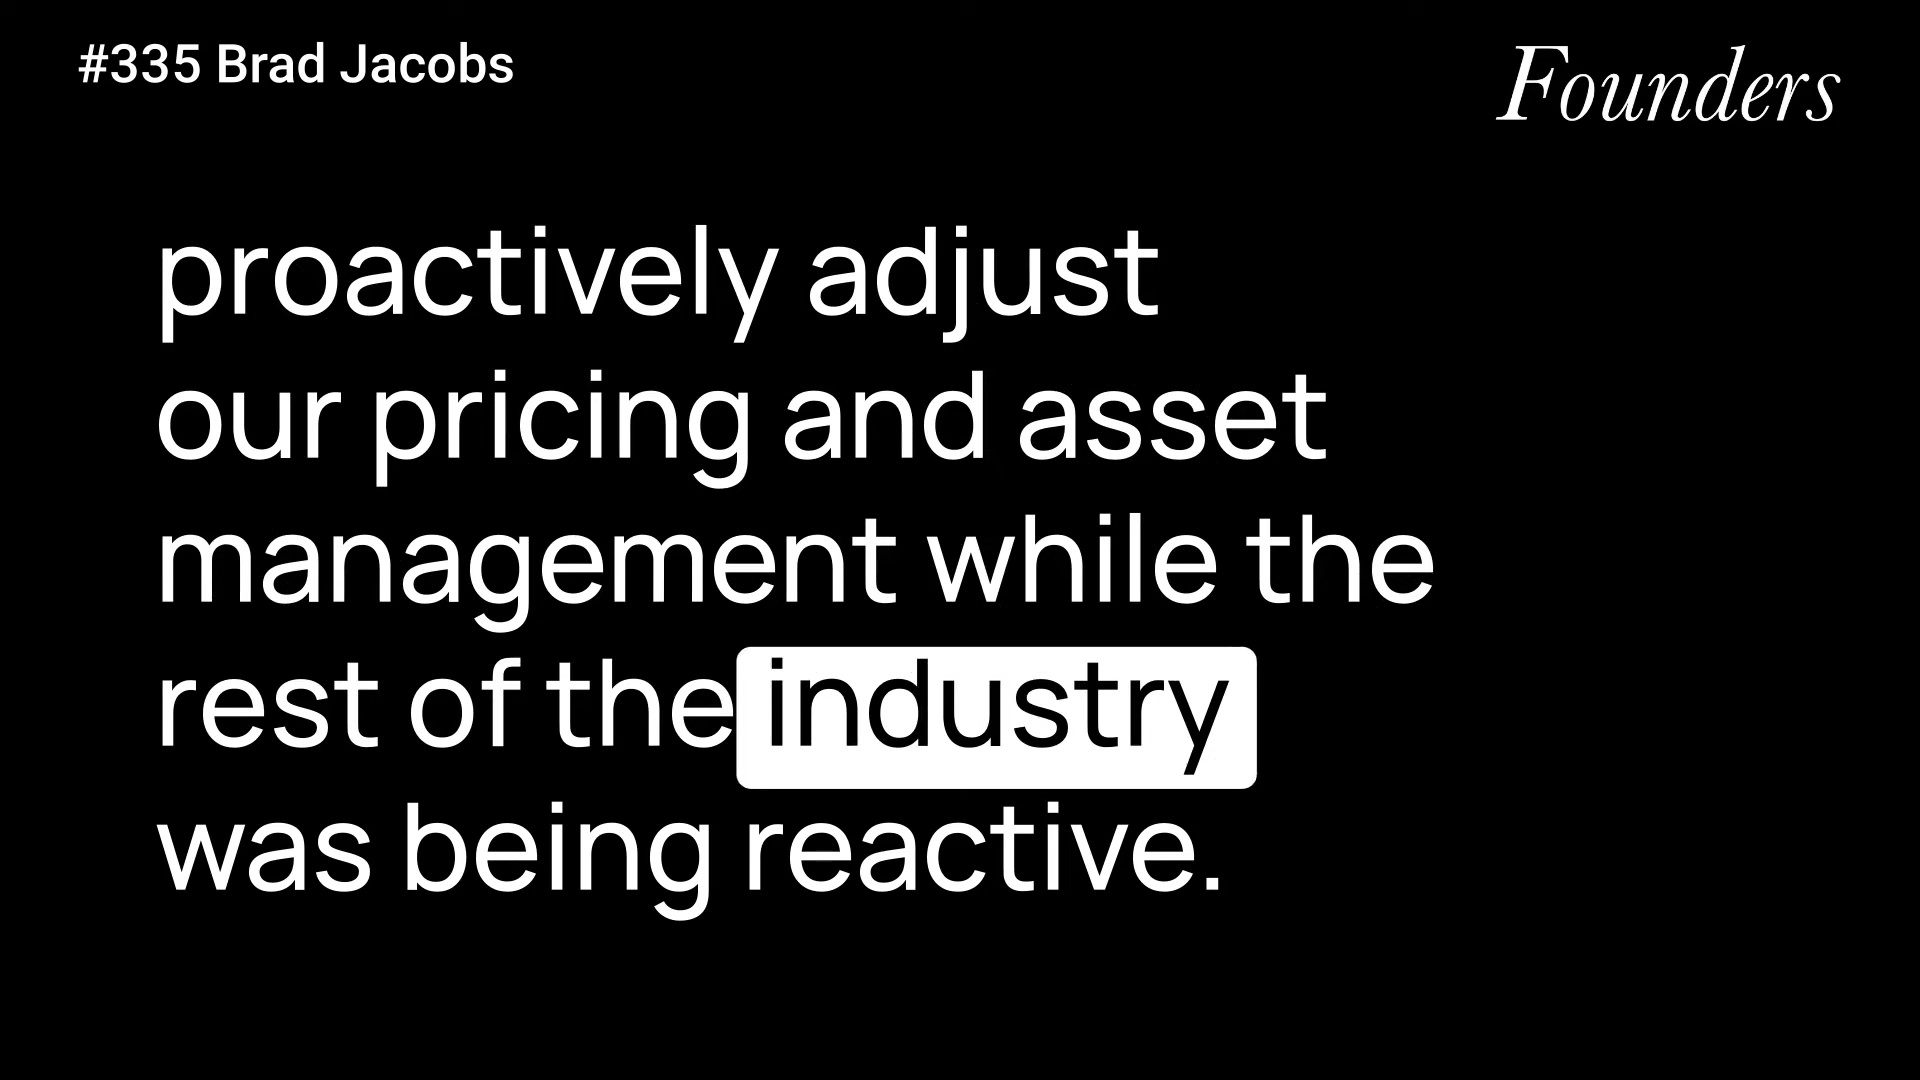 #335 Brad Jacobs
Founders
proactively adjust
our pricing and asset
management while the
rest of the industry
was being reactive.